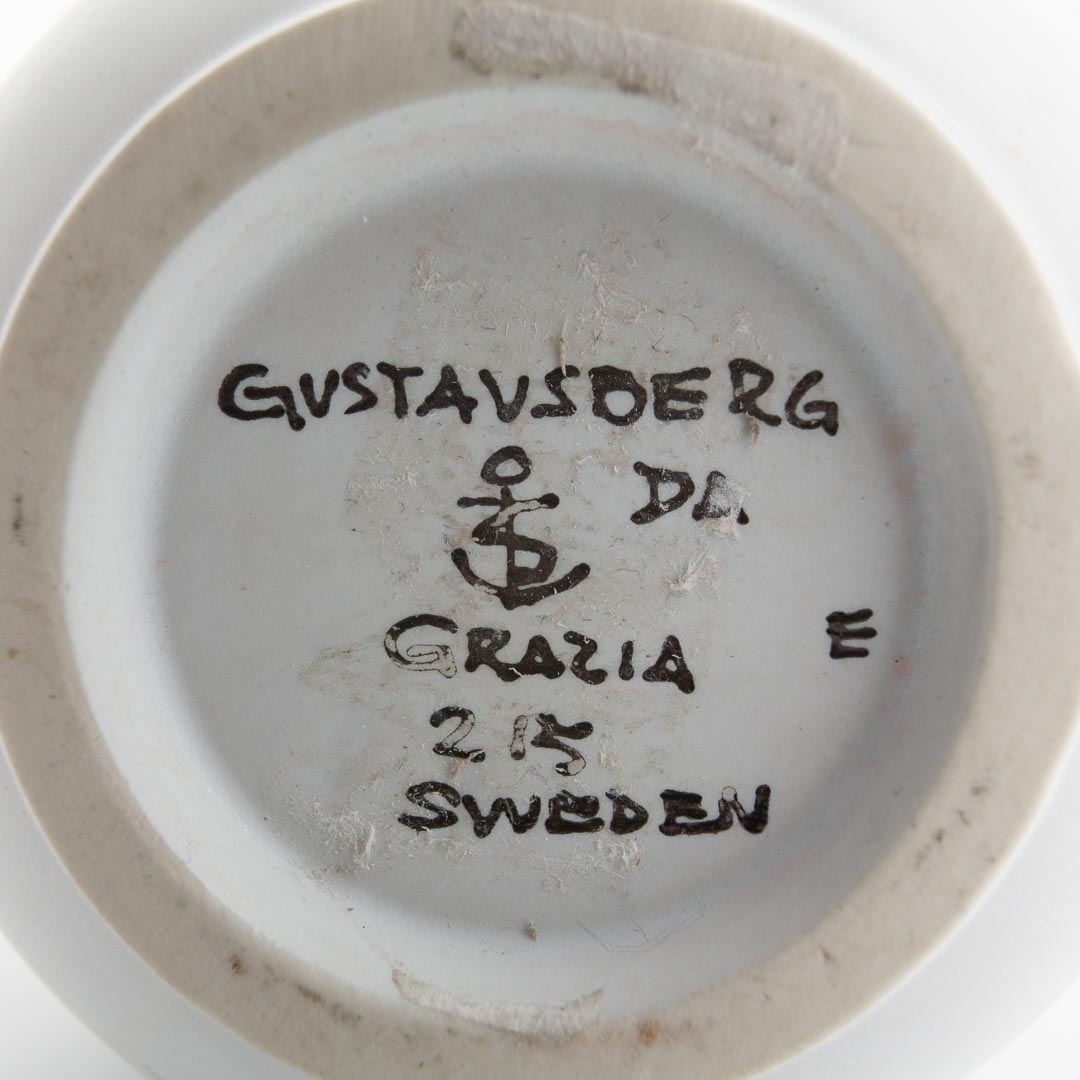 GUSTAVSBERG
DA
GRAZIA
E
215
SWEDEN